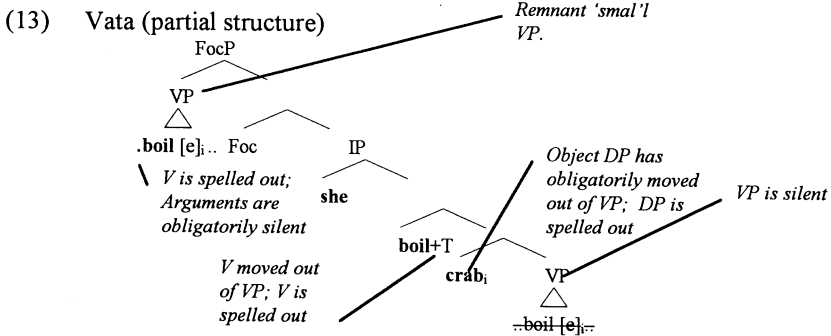 (13) Vata (partial structure)
Remnant ‘smal’l
VP.
FocP
VP
.boil [e]i.. Foc
IP
V is spelled out;
Arguments are
obligatorily silent
she
Object DP has
obligatorily moved
out of VP; DP is
spelled out
VP is silent
boil+T
V moved out
of VP; V is
spelled out
crabi
VP
..boil [e]i..